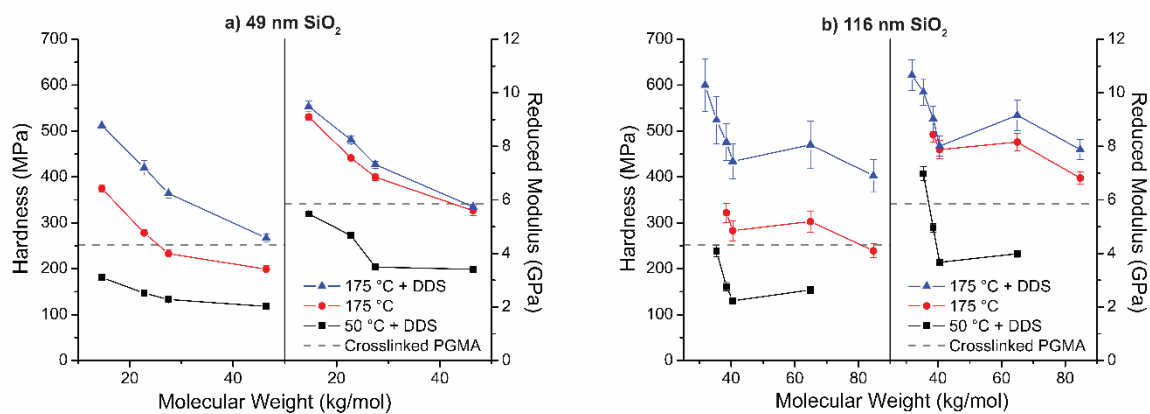 a) 49 nm SiO2
700
600
500
400
300
200
100
0
Hardness (MPa)
12
10
8
6
4
2
0
Reduced Modulus (GPa)
175 °C + DDS
175 °C
50 °C + DDS
Crosslinked PGMA
20 40 20 40
Molecular Weight (kg/mol)
b) 116 nm SiO2
700
600
500
400
300
200
100
0
Hardness (MPa)
12
10
8
6
4
2
0
Reduced Modulus (GPa)
175 °C + DDS
175 °C
50 °C + DDS
Crosslinked PGMA
40 60 80 40 60 80
Molecular Weight (kg/mol)